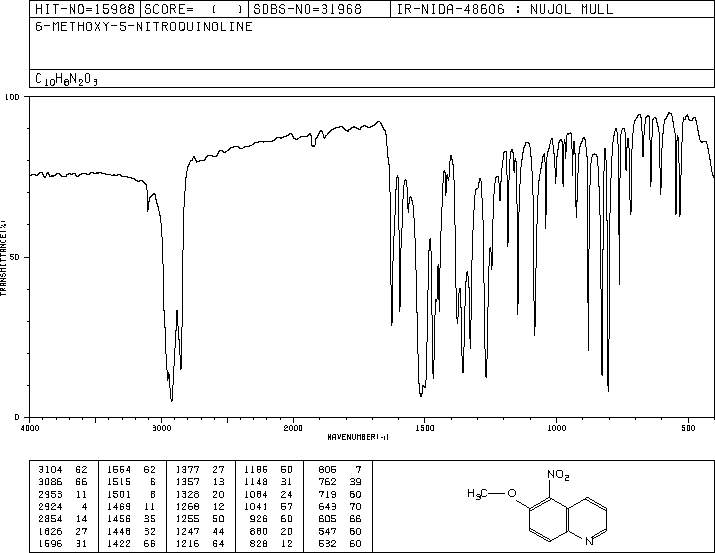 HIT-NO=15988 SCORE= ( ) SDBS-NO=31968 IR-NIDA-48606 : NUJOL MULL
6-METHOXY-5-NITROQUINOLINE
C10H8N2O3
100
50
0
TRANSMITTANCE(%)
4000 3000 2000 1500 1000 500
WAVENUMBER(-1)
3104 62 1564 62 1377 27 1186 50 806 7
3086 66 1515 6 1357 13 1148 31 762 39
2953 11 1501 8 1328 20 1084 24 719 60
2924 4 1469 11 1268 12 1041 57 643 70
2854 14 1456 35 1255 50 926 60 605 66
1626 27 1448 32 1247 44 880 20 547 60
1596 31 1422 66 1216 64 828 12 532 60
NO2
H3C O
N